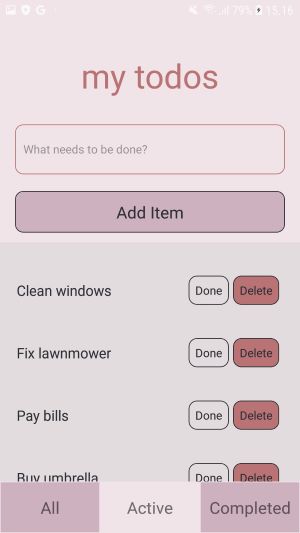 79% 15.16
my todos
What needs to be done?
Add Item
Clean windows Done Delete
Fix lawnmower Done Delete
Pay bills Done Delete
Buy umbrella Done Delete
All Active Completed